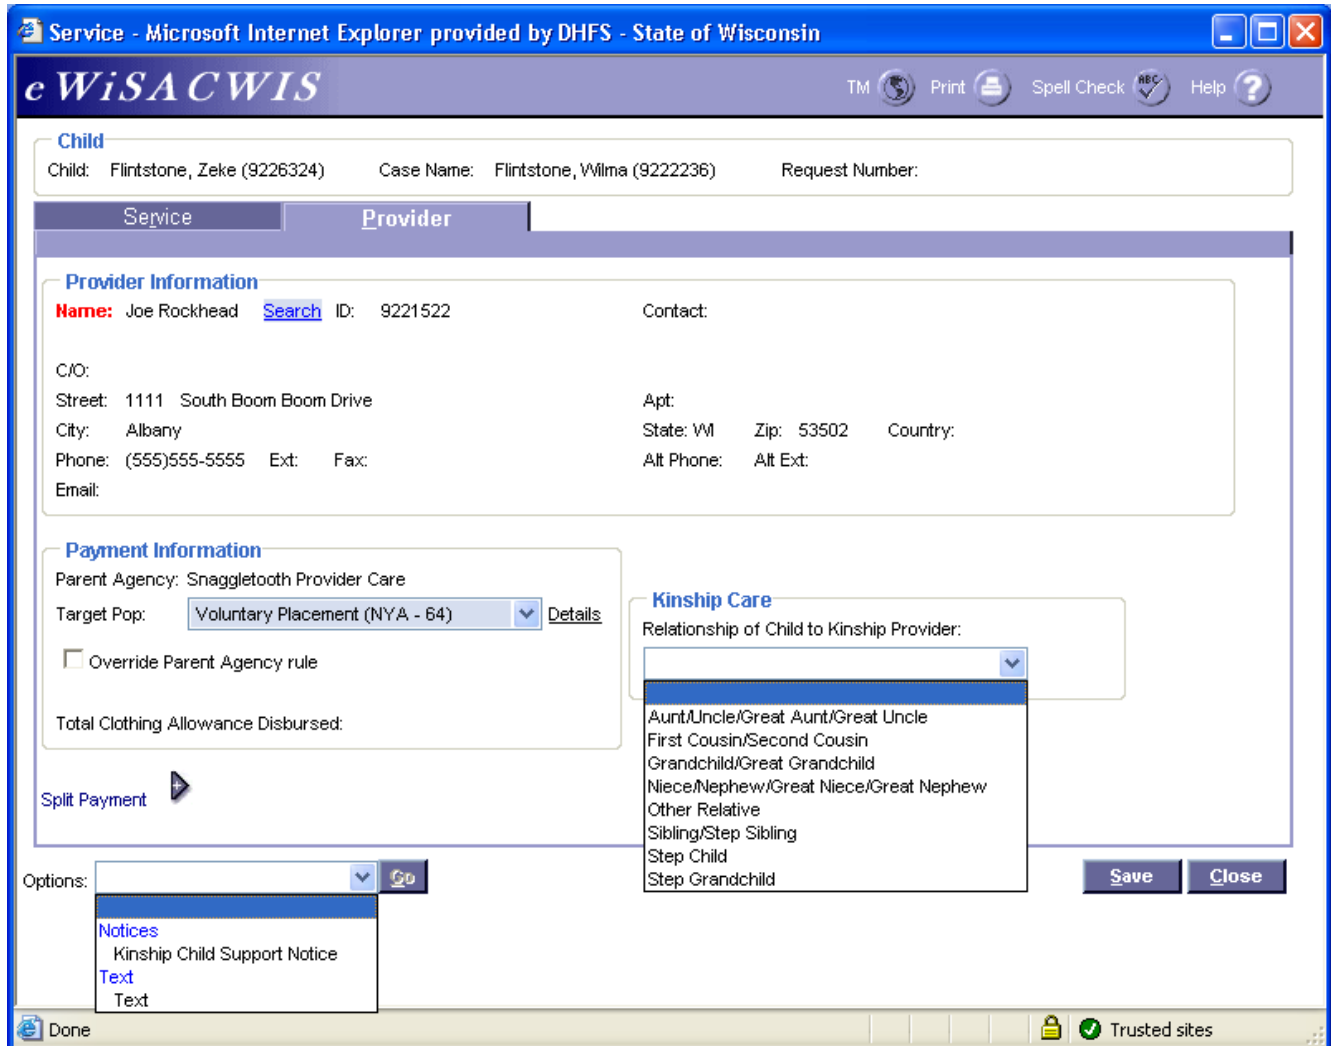 Service - Microsoft Internet Explorer provided by DHFS - State of Wisconsin
eWiSACWIS TM Print Spell Check ABC Help ?
Child
Child: Flintstone, Zeke (9226324) Case Name: Flintstone, Wilma (9222236) Request Number:
Service Provider
Provider Information
Name: Joe Rockhead Search ID: 9221522 Contact:
C/O:
Street: 1111 South Boom Boom Drive Apt:
City: Albany State: WI Zip: 53502 Country:
Phone: (555)555-5555 Ext: Fax: Alt Phone: Alt Ext:
Email:
Payment Information
Parent Agency: Snaggletooth Provider Care
Target Pop: Voluntary Placement (NYA - 64) Details
Override Parent Agency rule
Total Clothing Allowance Disbursed:
Kinship Care
Relationship of Child to Kinship Provider:
Aunt/Uncle/Great Aunt/Great Uncle
First Cousin/Second Cousin
Grandchild/Great Grandchild
Niece/Nephew/Great Niece/Great Nephew
Other Relative
Sibling/Step Sibling
Step Child
Step Grandchild
Split Payment
Options: Go Save Close
Notices
Kinship Child Support Notice
Text
Text
Done Trusted sites